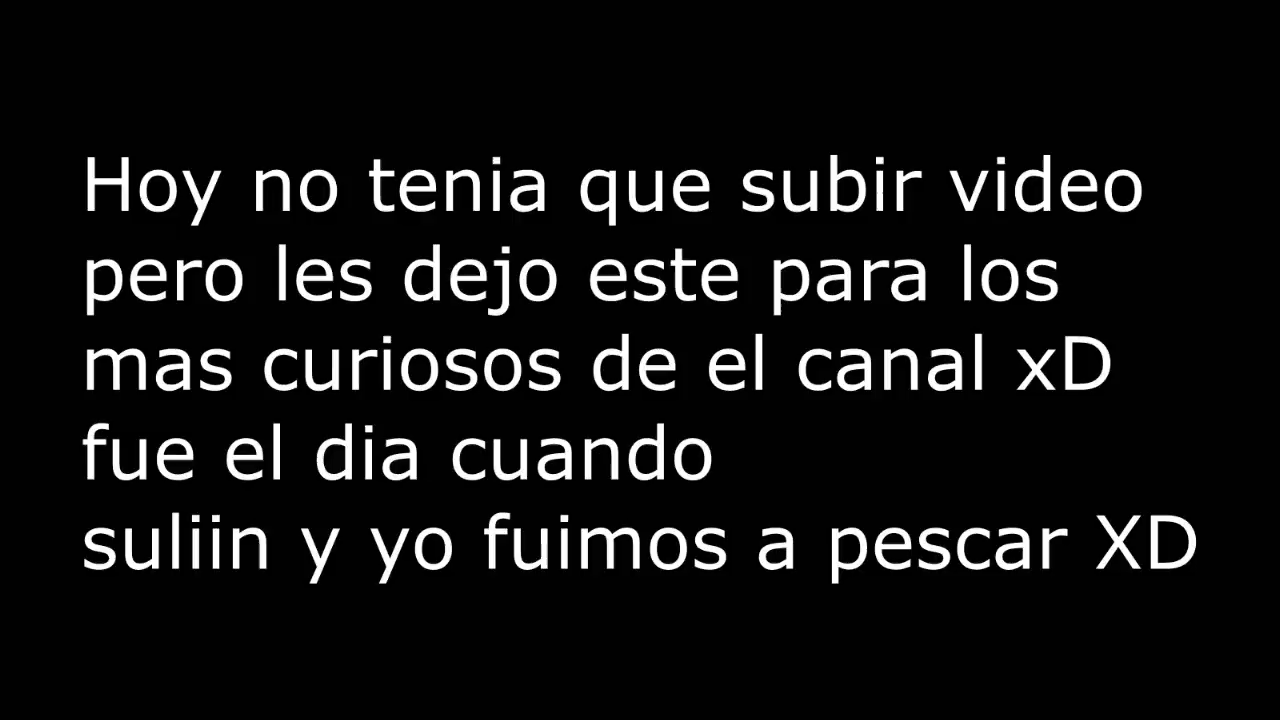 Hoy no tenia que subir video
pero les dejo este para los
mas curiosos de el canal xD
fue el dia cuando
suliin y yo fuimos a pescar XD